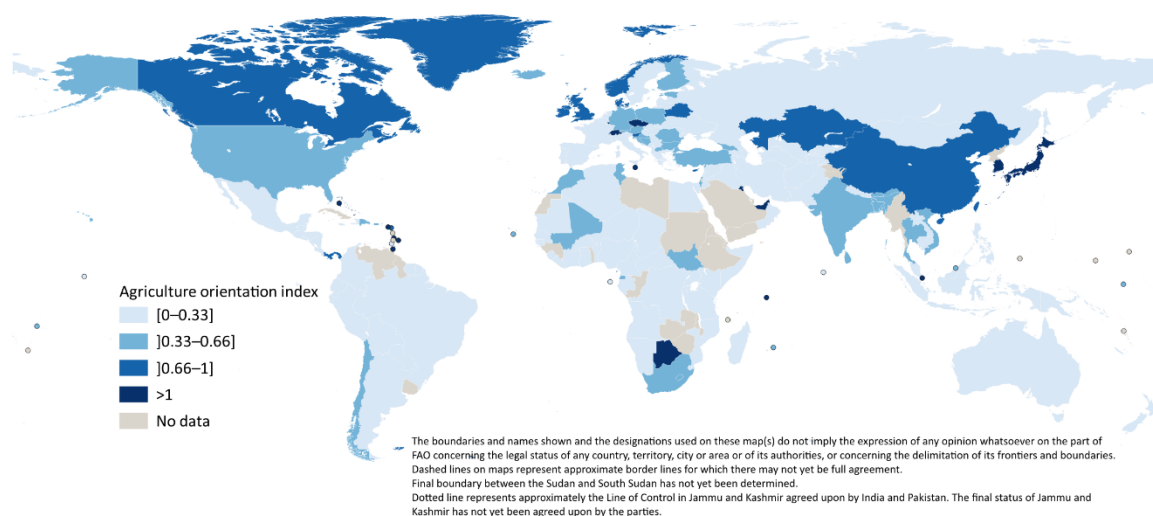 Agriculture orientation index
[0–0.33]
]0.33–0.66]
]0.66–1]
>1
No data
The boundaries and names shown and the designations used on these map(s) do not imply the expression of any opinion whatsoever on the part of
FAO concerning the legal status of any country, territory, city or area or of its authorities, or concerning the delimitation of its frontiers and boundaries.
Dashed lines on maps represent approximate border lines for which there may not yet be full agreement.
Final boundary between the Sudan and South Sudan has not yet been determined.
Dotted line represents approximately the Line of Control in Jammu and Kashmir agreed upon by India and Pakistan. The final status of Jammu and
Kashmir has not yet been agreed upon by the parties.